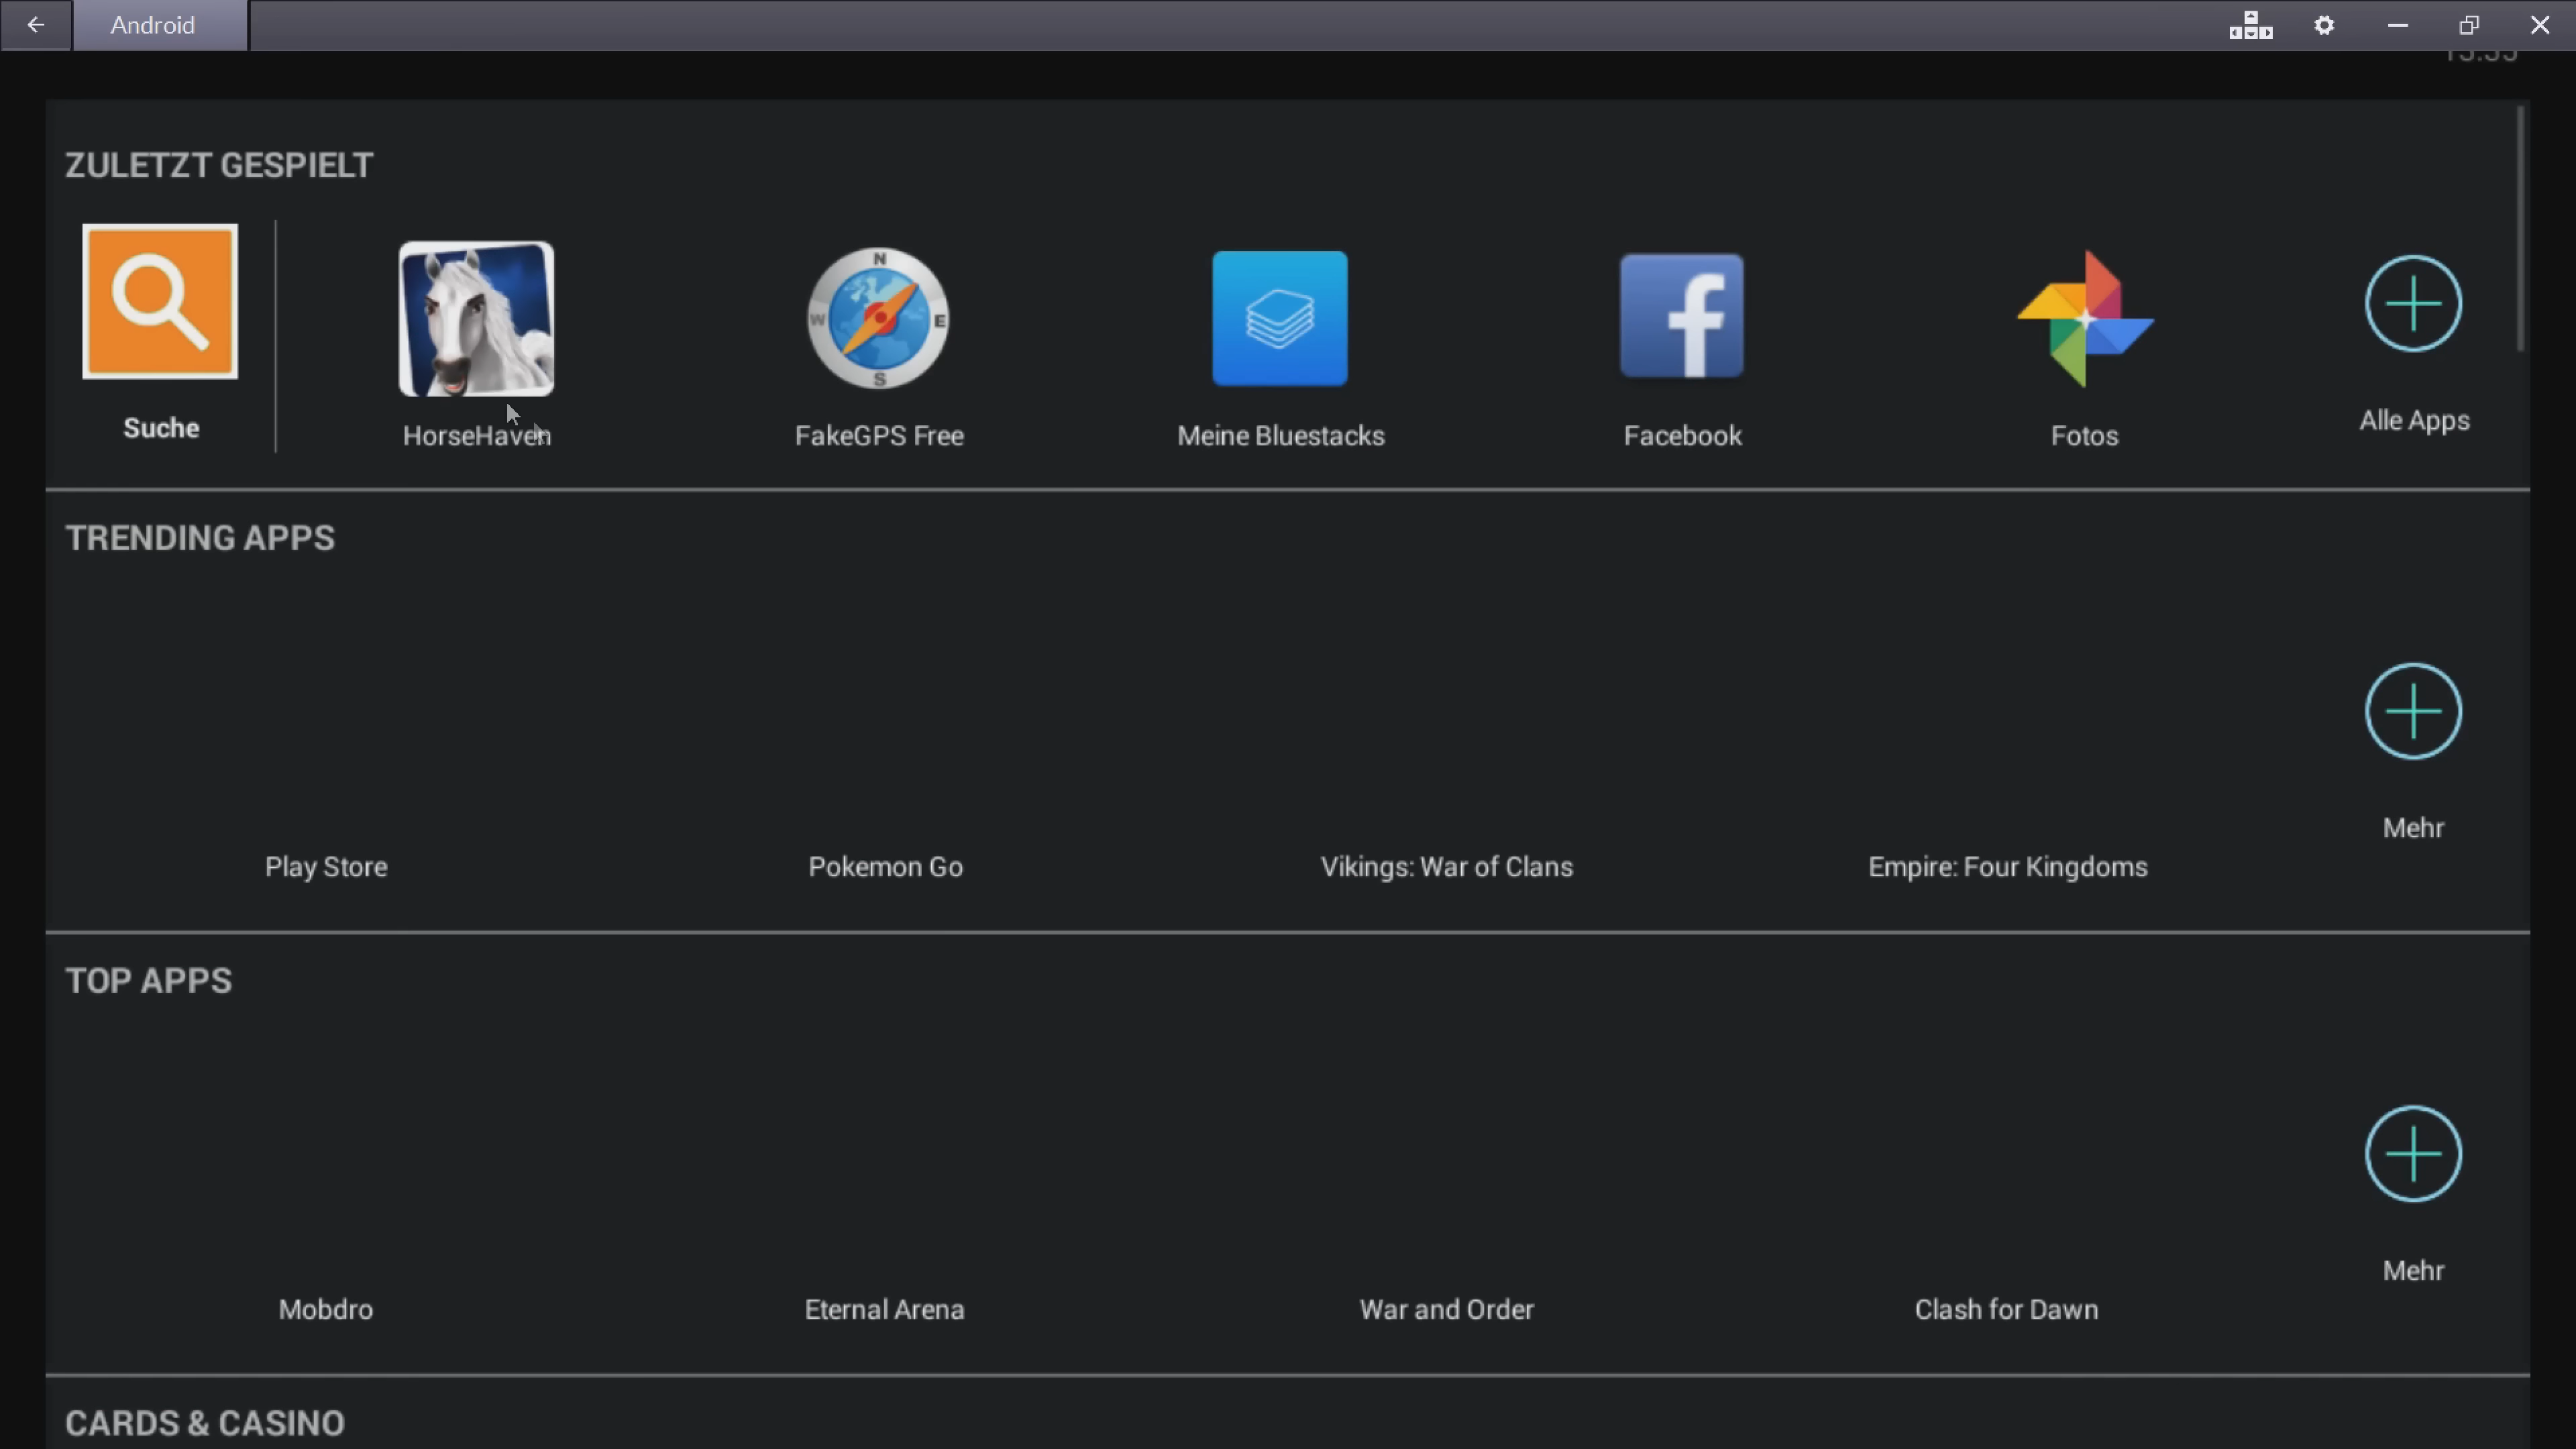 Android
ZULETZT GESPIELT
Suche
HorseHaven
N
W
E
S
FakeGPS Free
Meine Bluestacks
Facebook
Fotos
Alle Apps
TRENDING APPS
Play Store
Pokemon Go
Vikings: War of Clans
Empire: Four Kingdoms
Mehr
TOP APPS
Mobdro
Eternal Arena
War and Order
Clash for Dawn
Mehr
CARDS & CASINO